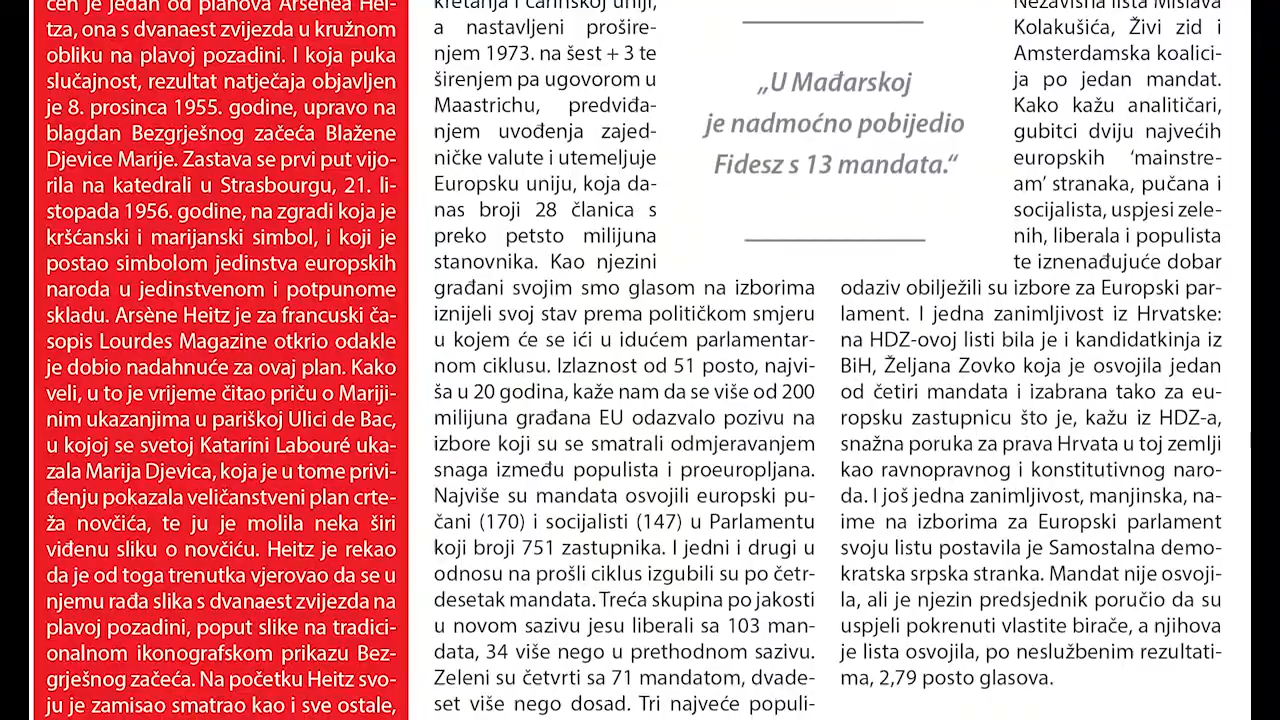 cen je jedan od planova Arsenea Hei-
tza, ona s dvanaest zvijezda u kružnom
obliku na plavoj pozadini. I koja puka
slučajnost, rezultat natječaja objavljen
je 8. prosinca 1955. godine, upravo na
blagdan Bezgrješnog začeća Blažene
Djevice Marije. Zastava se prvi put vijo-
rila na katedrali u Strasbourgu, 21. li-
stopada 1956. godine, na zgradi koja je
kršćanski i marijanski simbol, i koji je
postao simbolom jedinstva europskih
naroda u jedinstvenom i potpunome
skladu. Arsène Heitz je za francuski ča-
sopis Lourdes Magazine otkrio odakle
je dobio nadahnuće za ovaj plan. Kako
veli, u to je vrijeme čitao priču o Mariji-
nim ukazanjima u pariškoj Ulici de Bac,
u kojoj se svetoj Katarini Labouré uka-
zala Marija Djevica, koja je u tome privi-
đenju pokazala veličanstveni plan crte-
ža novčića, te ju je molila neka širi
viđenu sliku o novčiću. Heitz je rekao
da je od toga trenutka vjerovao da se u
njemu rađa slika s dvanaest zvijezda na
plavoj pozadini, poput slike na tradici-
onalnom ikonografskom prikazu Bez-
grješnog začeća. Na početku Heitz svo-
ju je zamisao smatrao kao i sve ostale,
kretanja i carinskoj uniji,
a nastavljeni prošire-
njem 1973. na šest + 3 te
širenjem pa ugovorom u
Maastrichu, predviđa-
njem uvođenja zajed-
ničke valute i utemeljuje
Europsku uniju, koja da-
nas broji 28 članica s
preko petsto milijuna
stanovnika. Kao njezini
građani svojim smo glasom na izborima
iznijeli svoj stav prema političkom smjeru
u kojem će se ići u idućem parlamentar-
nom ciklusu. Izlaznost od 51 posto, najvi-
ša u 20 godina, kaže nam da se više od 200
milijuna građana EU odazvalo pozivu na
izbore koji su se smatrali odmjeravanjem
snaga između populista i proeuropljana.
Najviše su mandata osvojili europski pu-
čani (170) i socijalisti (147) u Parlamentu
koji broji 751 zastupnika. I jedni i drugi u
odnosu na prošli ciklus izgubili su po četr-
desetak mandata. Treća skupina po jakosti
u novom sazivu jesu liberali sa 103 man-
data, 34 više nego u prethodnom sazivu.
Zeleni su četvrti sa 71 mandatom, dvade-
set više nego dosad. Tri najveće populi-
„U Mađarskoj
je nadmoćno pobijedio
Fidesz s 13 mandata.“
Nezavisna lista Mislava
Kolakušića, Živi zid i
Amsterdamska koalici-
ja po jedan mandat.
Kako kažu analitičari,
gubitci dviju najvećih
europskih ‘mainstre-
am’ stranaka, pučana i
socijalista, uspjesi zele-
nih, liberala i populista
te iznenađujuće dobar
odaziv obilježili su izbore za Europski par-
lament. I jedna zanimljivost iz Hrvatske:
na HDZ-ovoj listi bila je i kandidatkinja iz
BiH, Željana Zovko koja je osvojila jedan
od četiri mandata i izabrana tako za eu-
ropsku zastupnicu što je, kažu iz HDZ-a,
snažna poruka za prava Hrvata u toj zemlji
kao ravnopravnog i konstitutivnog naro-
da. I još jedna zanimljivost, manjinska, na-
ime na izborima za Europski parlament
svoju listu postavila je Samostalna demo-
kratska srpska stranka. Mandat nije osvoji-
la, ali je njezin predsjednik poručio da su
uspjeli pokrenuti vlastite birače, a njihova
je lista osvojila, po neslužbenim rezultati-
ma, 2,79 posto glasova.